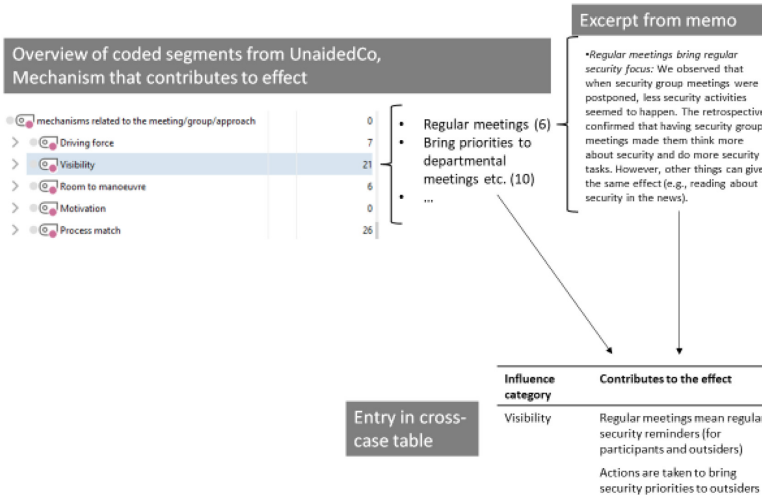 Excerpt from memo
Overview of coded segments from UnaidedCo,
Mechanism that contributes to effect
•Regular meetings bring regular
security focus: We observed that
when security group meetings were
postponed, less security activities
seemed to happen. The retrospective
confirmed that having security group
meetings made them think more
about security and do more security
tasks. However, other things can give
the same effect (e.g., reading about
security in the news).
mechanisms related to the meeting/group/approach 0
Driving force 7
Visibility 21
Room to manoeuvre 6
Motivation 0
Process match 26
• Regular meetings (6)
• Bring priorities to
departmental
meetings etc. (10)
• ...
Entry in cross-
case table
Influence
category
Contributes to the effect
Visibility
Regular meetings mean regular
security reminders (for
participants and outsiders)
Actions are taken to bring
security priorities to outsiders